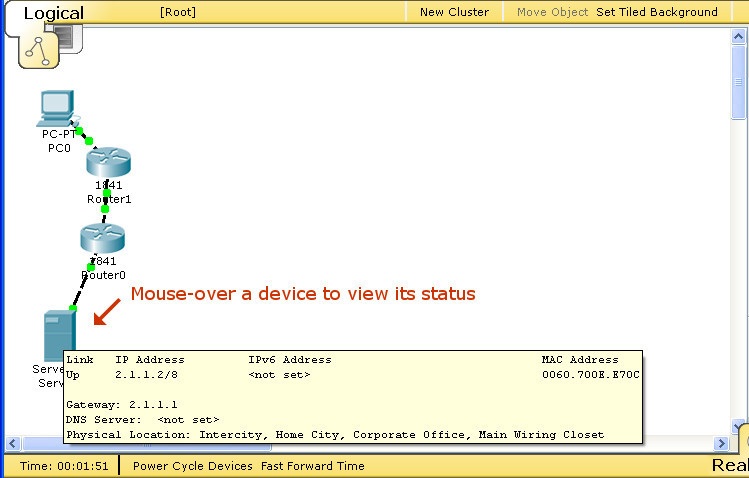 Logical [Root] New Cluster Move Object Set Tiled Background
PC-PT
PC0
1841
Router1
1841
Router0
Mouse-over a device to view its status
Link IP Address IPv6 Address MAC Address
Up 2.1.1.2/8 <not set> 0060.700E.E70C
Gateway: 2.1.1.1
DNS Server: <not set>
Physical Location: Intercity, Home City, Corporate Office, Main Wiring Closet
Time: 00:01:51 Power Cycle Devices Fast Forward Time